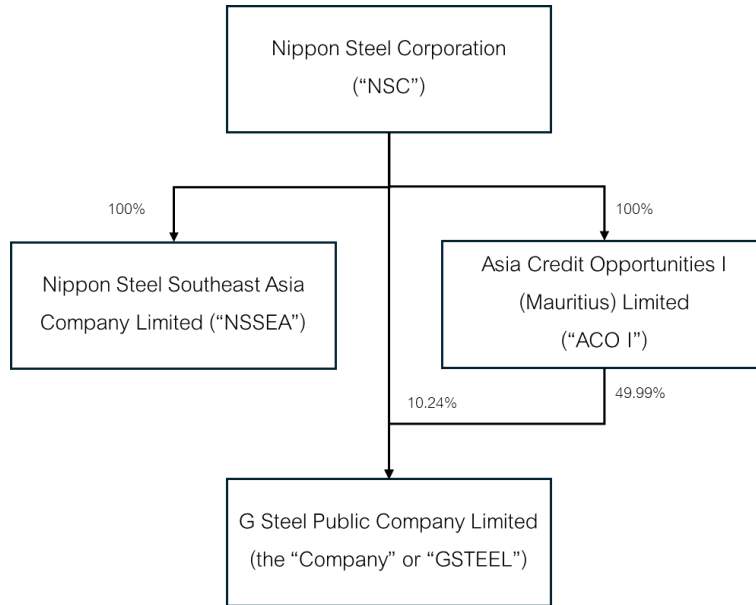 Nippon Steel Corporation
(“NSC”)
100%
100%
Nippon Steel Southeast Asia
Company Limited (“NSSEA”)
Asia Credit Opportunities I
(Mauritius) Limited
(“ACO I”)
10.24%
49.99%
G Steel Public Company Limited
(the “Company” or “GSTEEL”)